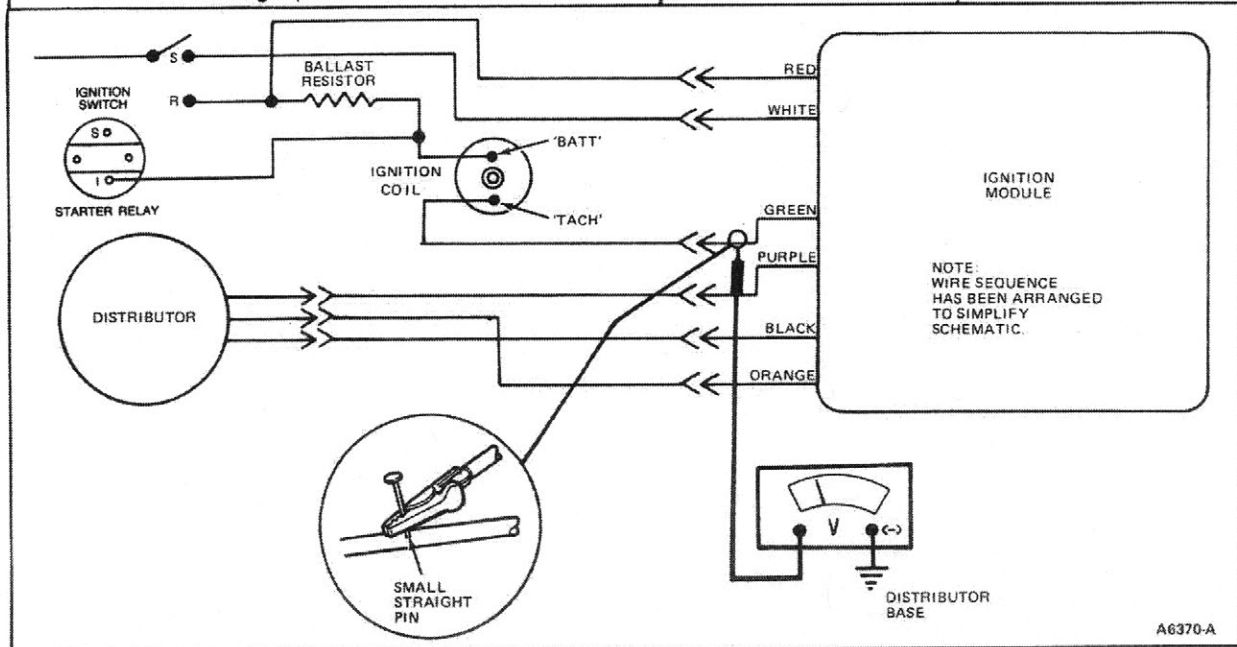 S
BALLAST
RESISTOR
IGNITION
SWITCH
R
S
I
STARTER RELAY
IGNITION
COIL
'BATT'
'TACH'
RED
WHITE
GREEN
PURPLE
BLACK
ORANGE
IGNITION
MODULE
NOTE:
WIRE SEQUENCE
HAS BEEN ARRANGED
TO SIMPLIFY
SCHEMATIC.
DISTRIBUTOR
SMALL
STRAIGHT
PIN
V
(–)
DISTRIBUTOR
BASE
A6370-A